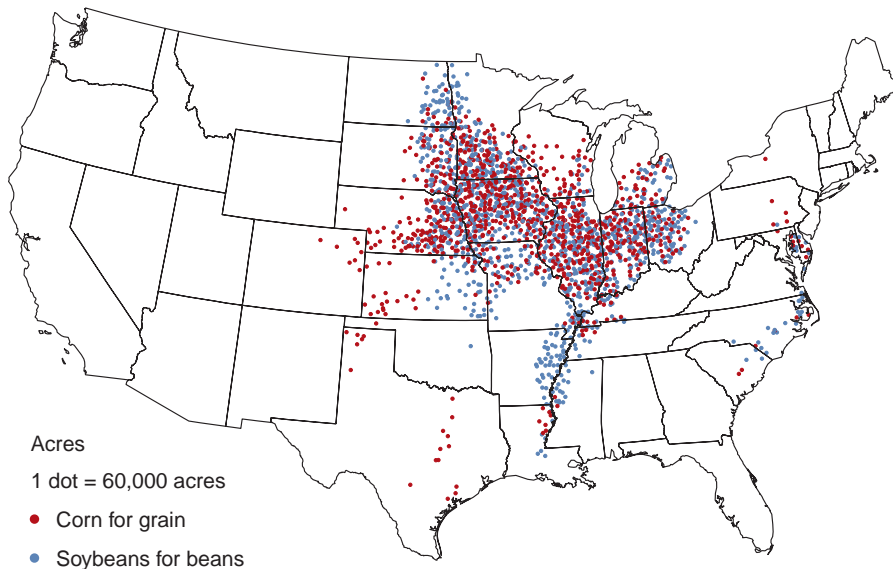 Acres
1 dot = 60,000 acres
Corn for grain
Soybeans for beans